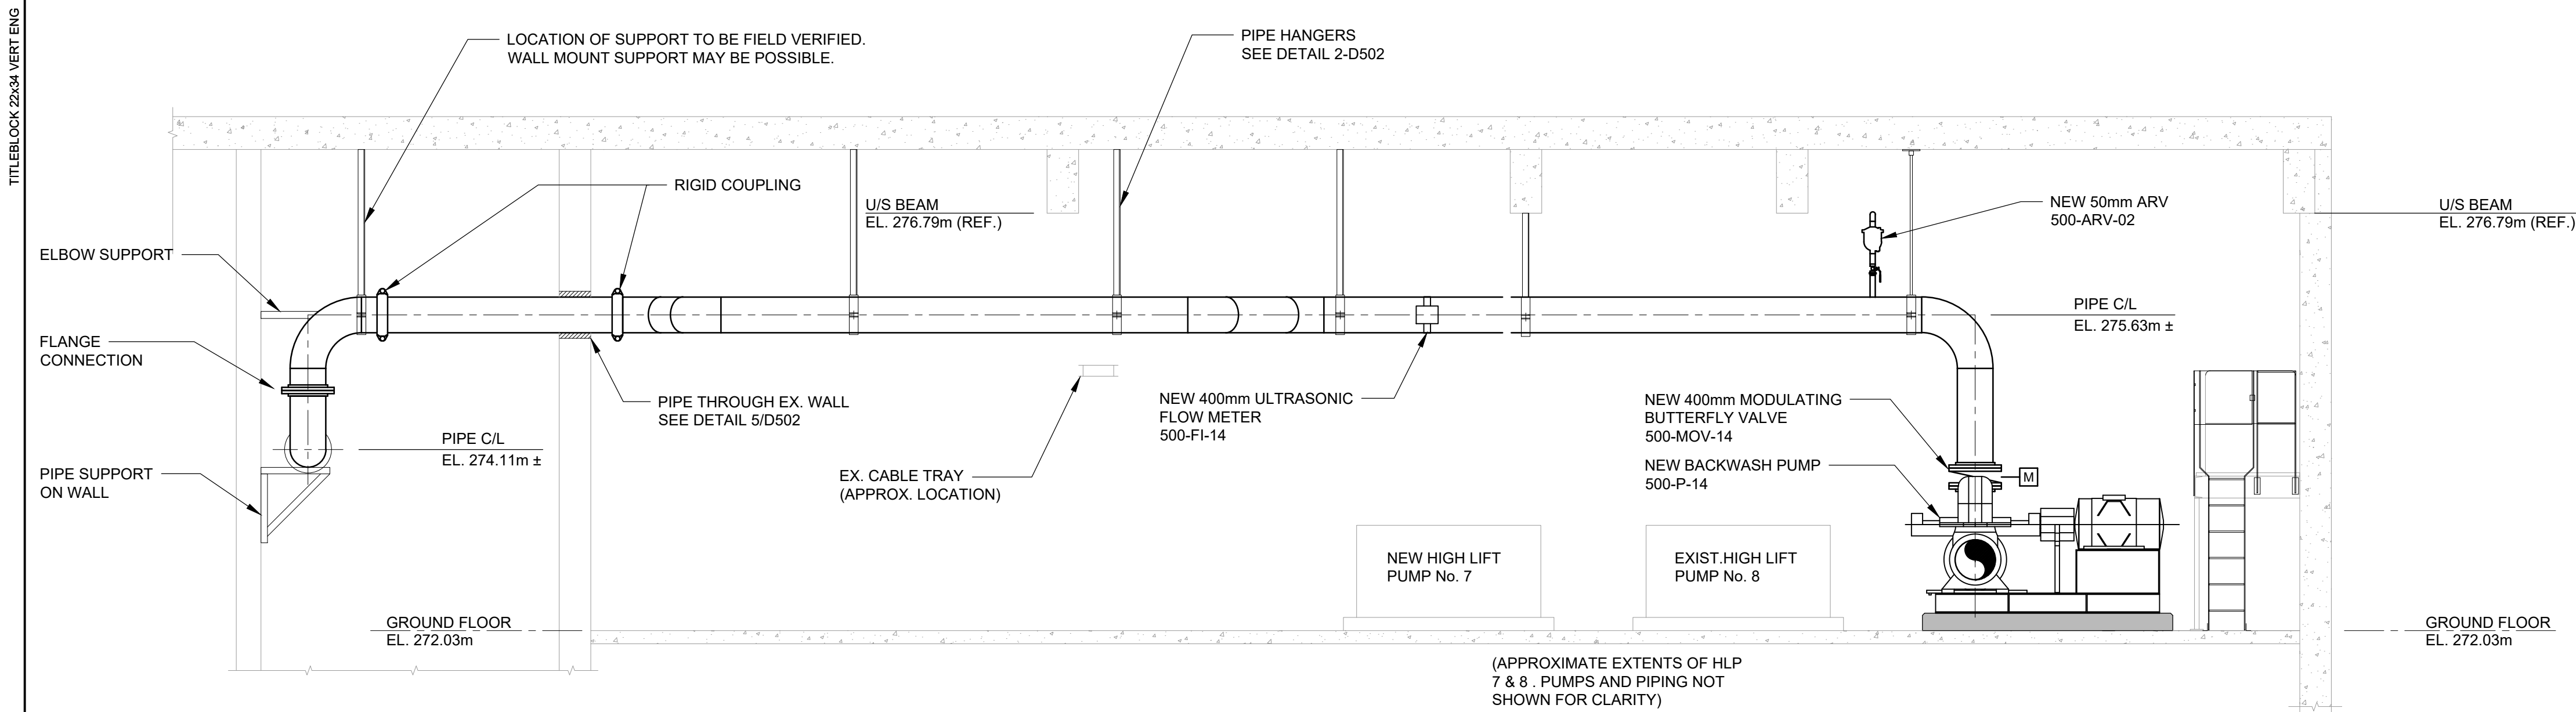 TITLEBLOCK 22x34 VERT ENG
LOCATION OF SUPPORT TO BE FIELD VERIFIED.
WALL MOUNT SUPPORT MAY BE POSSIBLE.
PIPE HANGERS
SEE DETAIL 2-D502
RIGID COUPLING
U/S BEAM
EL. 276.79m (REF.)
NEW 50mm ARV
500-ARV-02
U/S BEAM
EL. 276.79m (REF.)
ELBOW SUPPORT
FLANGE
CONNECTION
PIPE C/L
EL. 275.63m ±
PIPE THROUGH EX. WALL
SEE DETAIL 5/D502
NEW 400mm ULTRASONIC
FLOW METER
500-FI-14
NEW 400mm MODULATING
BUTTERFLY VALVE
500-MOV-14
PIPE C/L
EL. 274.11m ±
PIPE SUPPORT
ON WALL
EX. CABLE TRAY
(APPROX. LOCATION)
NEW BACKWASH PUMP
500-P-14
M
NEW HIGH LIFT
PUMP No. 7
EXIST.HIGH LIFT
PUMP No. 8
GROUND FLOOR
EL. 272.03m
GROUND FLOOR
EL. 272.03m
(APPROXIMATE EXTENTS OF HLP
7 & 8 . PUMPS AND PIPING NOT
SHOWN FOR CLARITY)